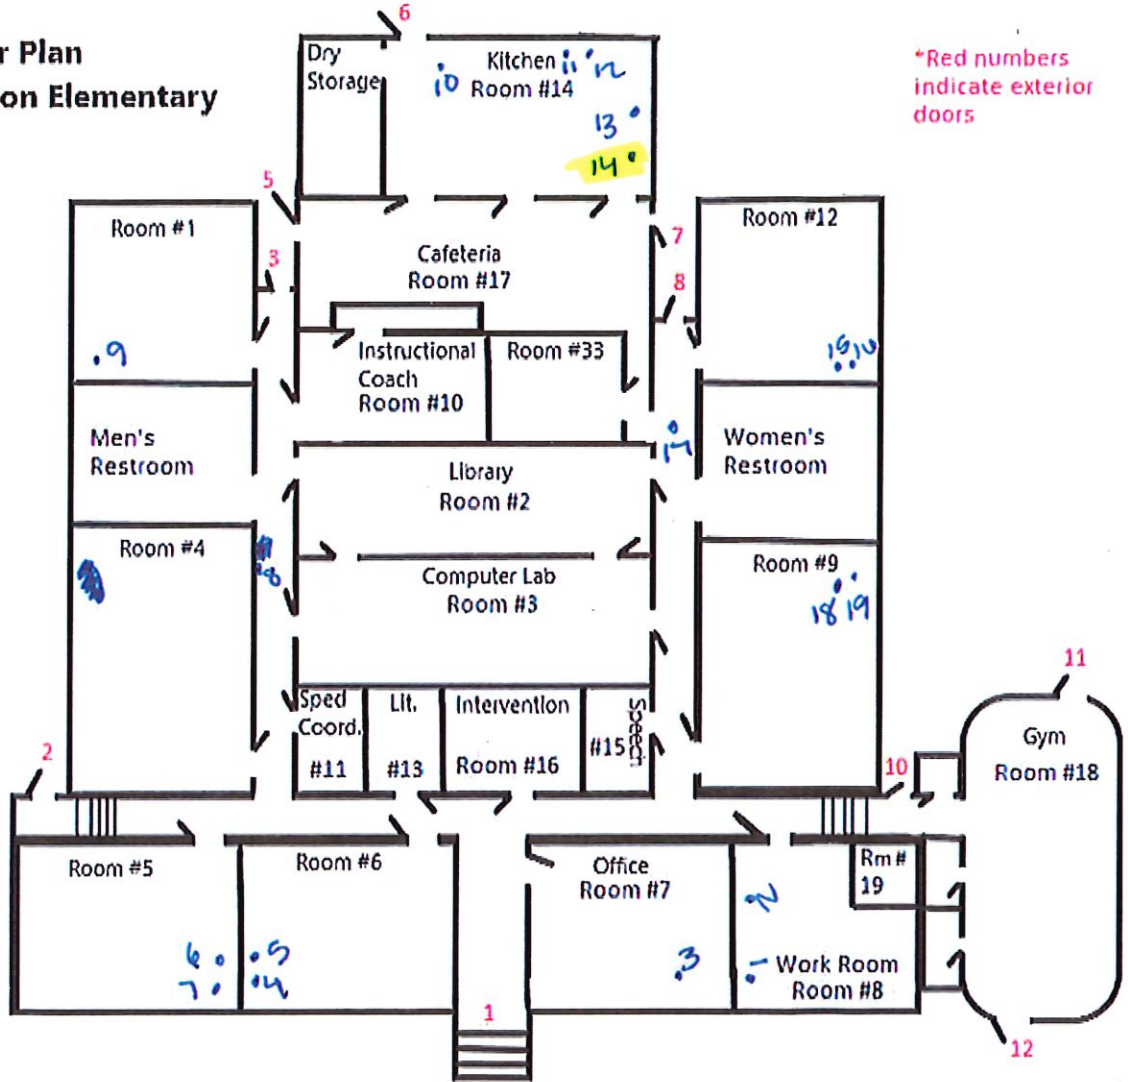 r Plan
on Elementary
*Red numbers
indicate exterior
doors
6
Dry
Storage
Kitchen
Room #14
10
11
12
13
14
5
Room #1
3
Cafeteria
Room #17
7
8
Room #12
9
15
16
Instructional
Coach
Room #10
Room #33
Men's
Restroom
17
Women's
Restroom
Library
Room #2
Room #4
8
Computer Lab
Room #3
Room #9
18 19
Sped
Coord.
#11
Lit.
#13
Intervention
Room #16
Speech
#15
2
10
11
Gym
Room #18
Room #5
Room #6
Office
Room #7
Rm #
19
2
6
7
5
4
3
1
Work Room
Room #8
1
12